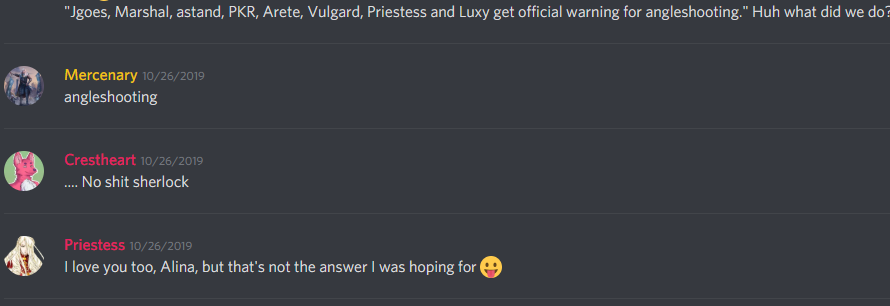 "Jgoes, Marshal, astand, PKR, Arete, Vulgard, Priestess and Luxy get official warning for angleshooting." Huh what did we do?
Mercenary 10/26/2019
angleshooting
Crestheart 10/26/2019
.... No shit sherlock
Priestess 10/26/2019
I love you too, Alina, but that's not the answer I was hoping for 😛